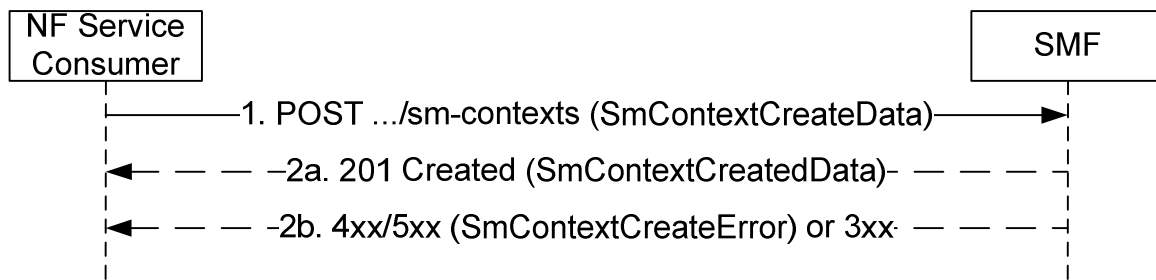 NF Service
Consumer
SMF
1. POST .../sm-contexts (SmContextCreateData)
2a. 201 Created (SmContextCreatedData)
2b. 4xx/5xx (SmContextCreateError) or 3xx